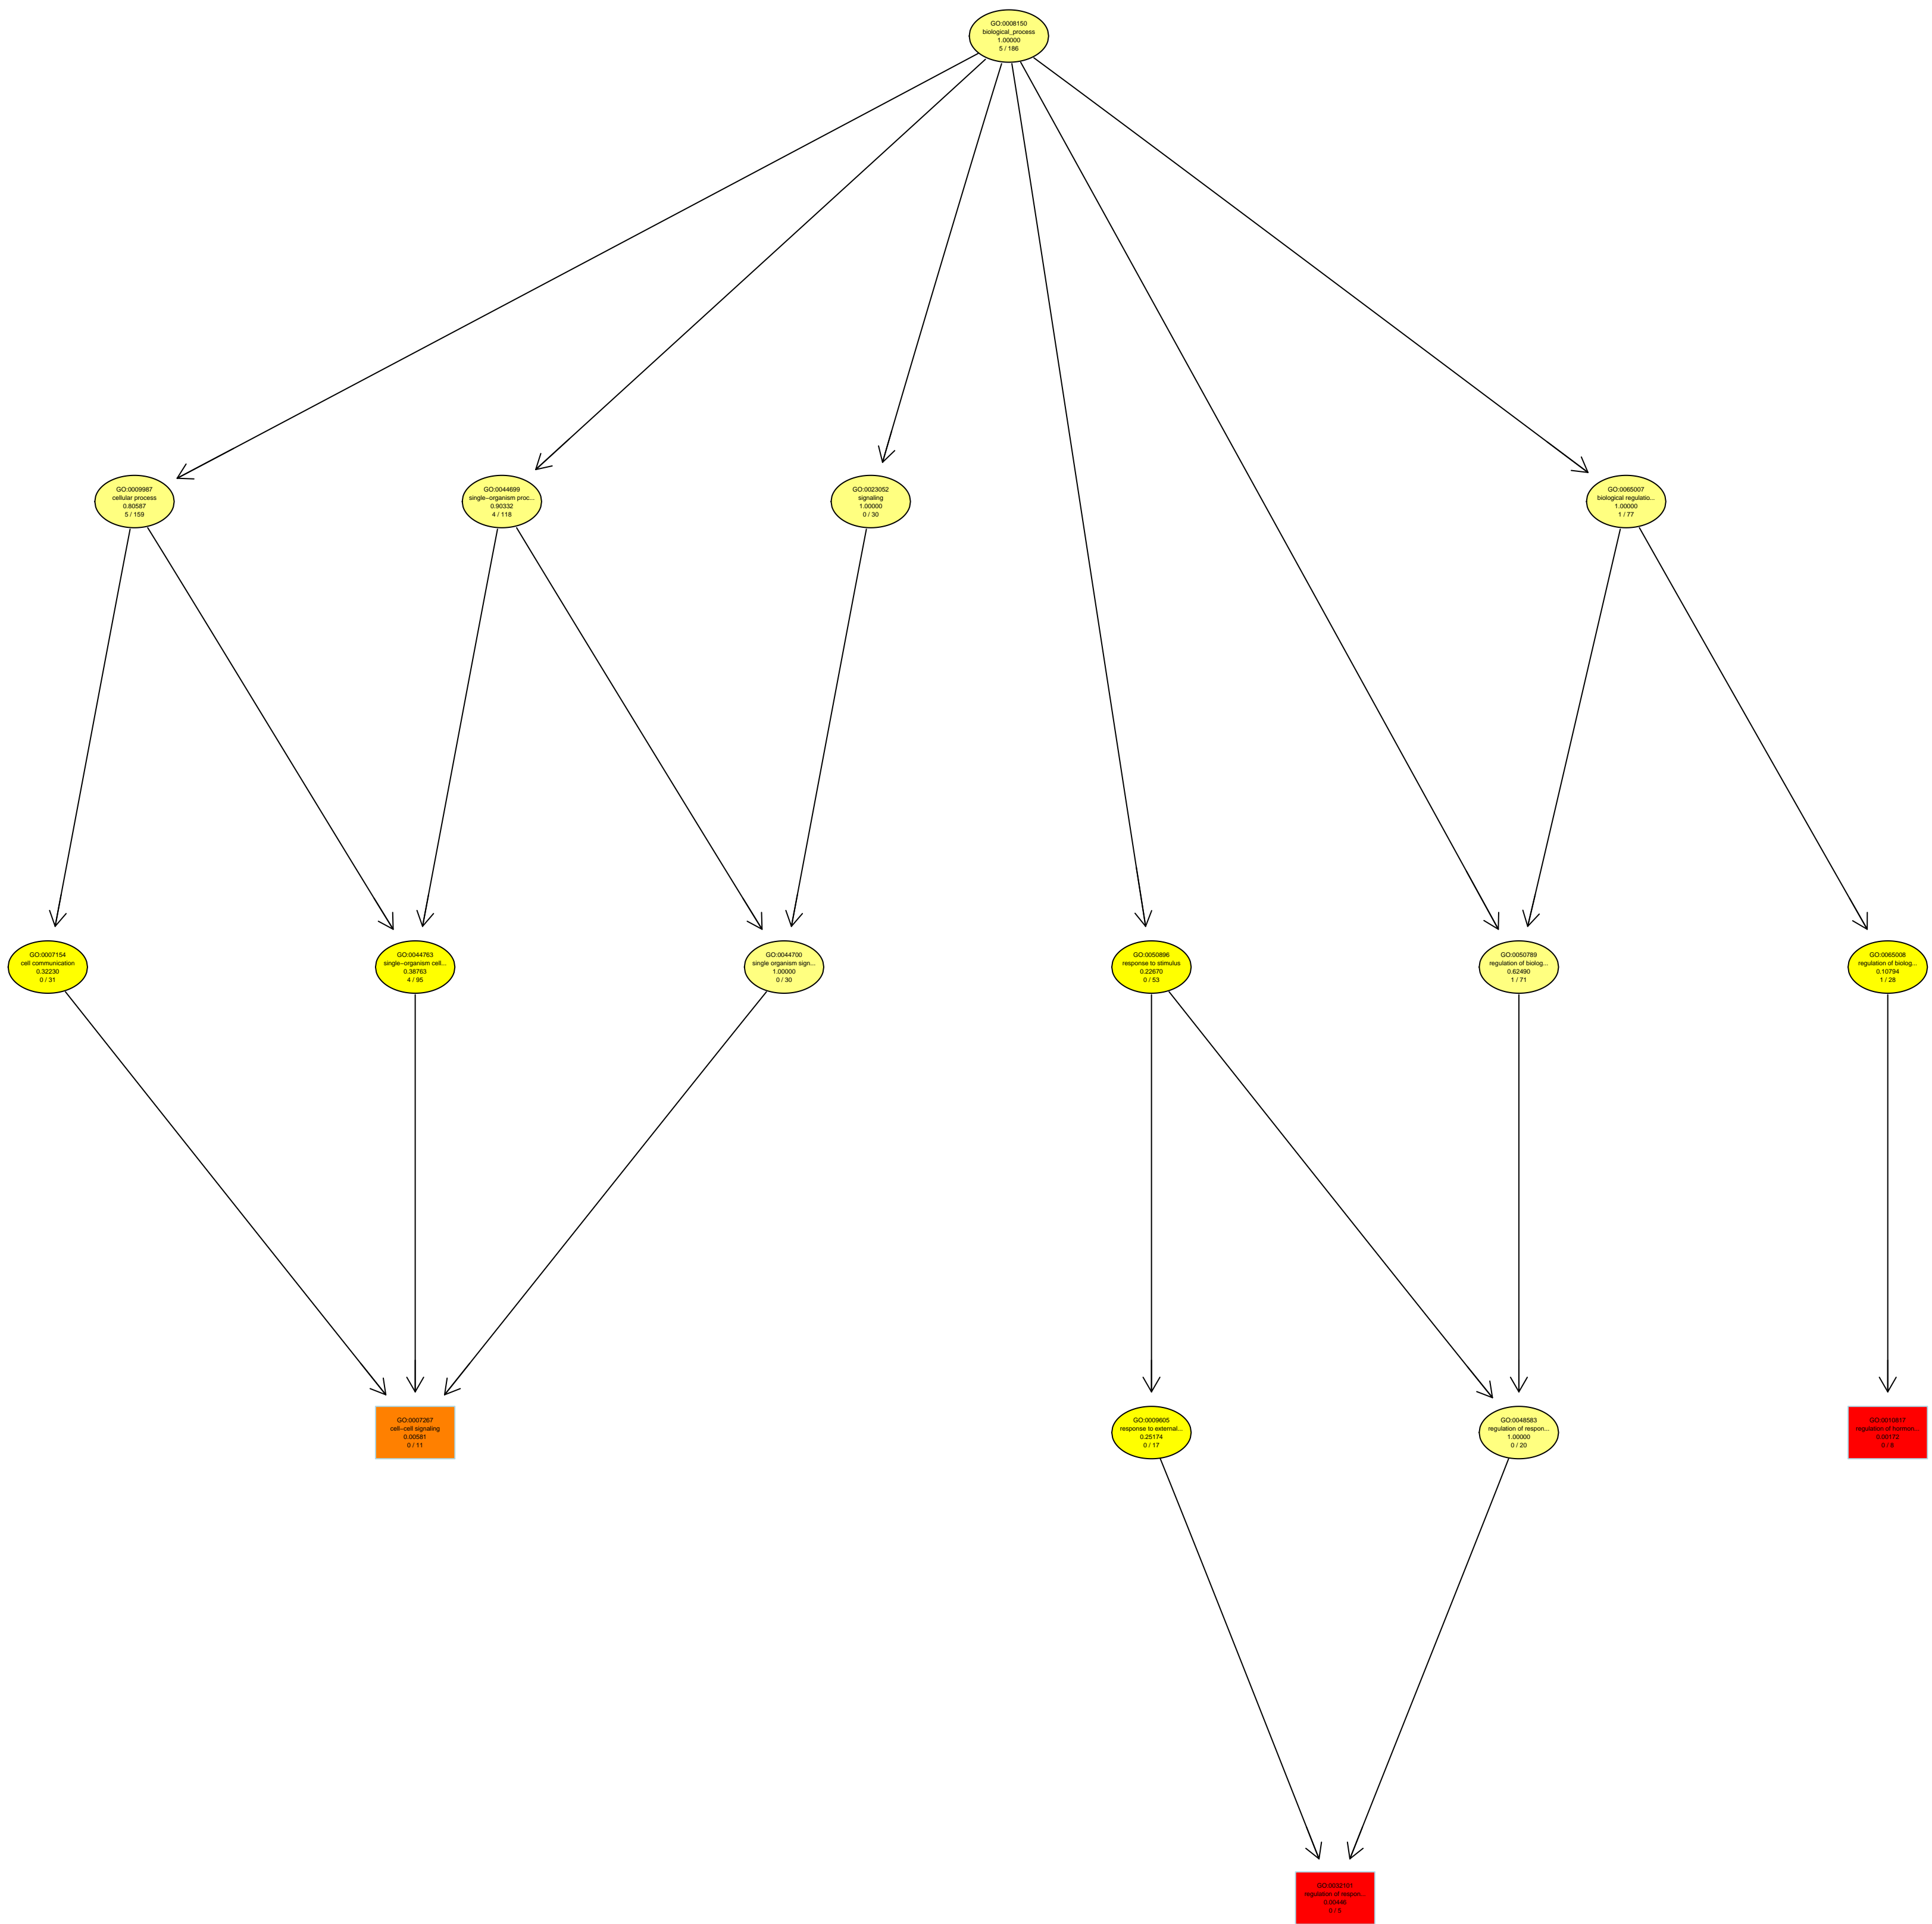 GO:0008150
biological_process
1.00000
5 / 186
GO:0009987
cellular process
0.80587
5 / 159
GO:0044699
single−organism proc...
0.90332
4 / 118
GO:0023052
signaling
1.00000
0 / 30
GO:0065007
biological regulatio...
1.00000
1 / 77
GO:0007154
cell communication
0.32230
0 / 31
GO:0044763
single−organism cell...
0.38763
4 / 95
GO:0044700
single organism sign...
1.00000
0 / 30
GO:0050896
response to stimulus
0.22670
0 / 53
GO:0050789
regulation of biolog...
0.62490
1 / 71
GO:0065008
regulation of biolog...
0.10794
1 / 28
GO:0007267
cell−cell signaling
0.00581
0 / 11
GO:0009605
response to external...
0.25174
0 / 17
GO:0048583
regulation of respon...
1.00000
0 / 20
GO:0010817
regulation of hormon...
0.00172
GO:0032101
regulation of respon...
0.00446